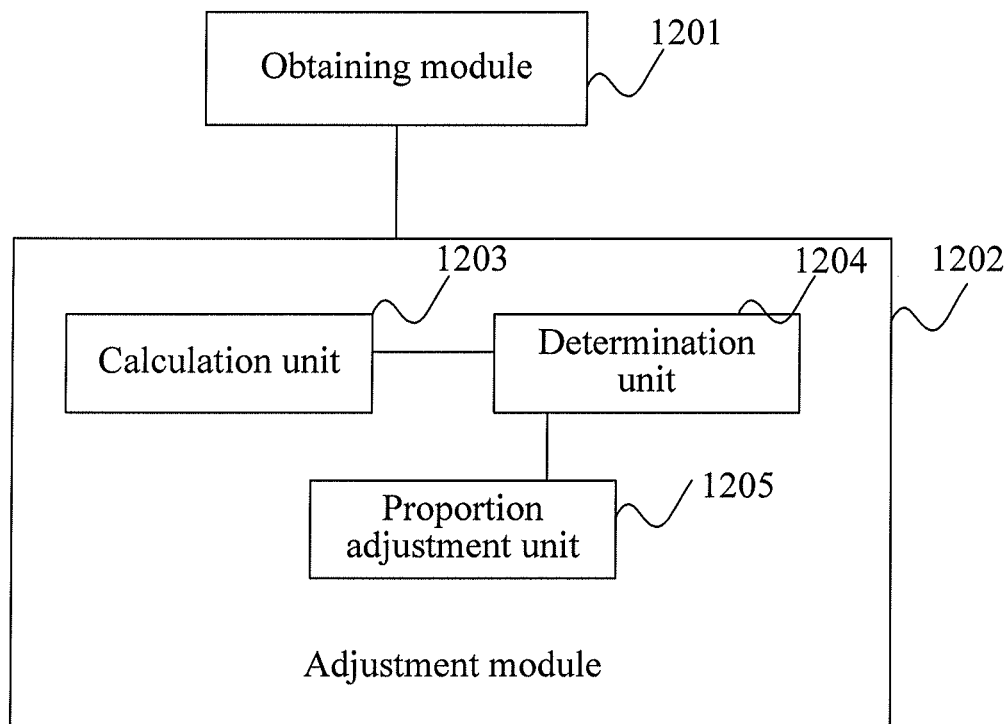 1201
Obtaining module
1203
1204
1202
Calculation unit
Determination
unit
1205
Proportion
adjustment unit
Adjustment module